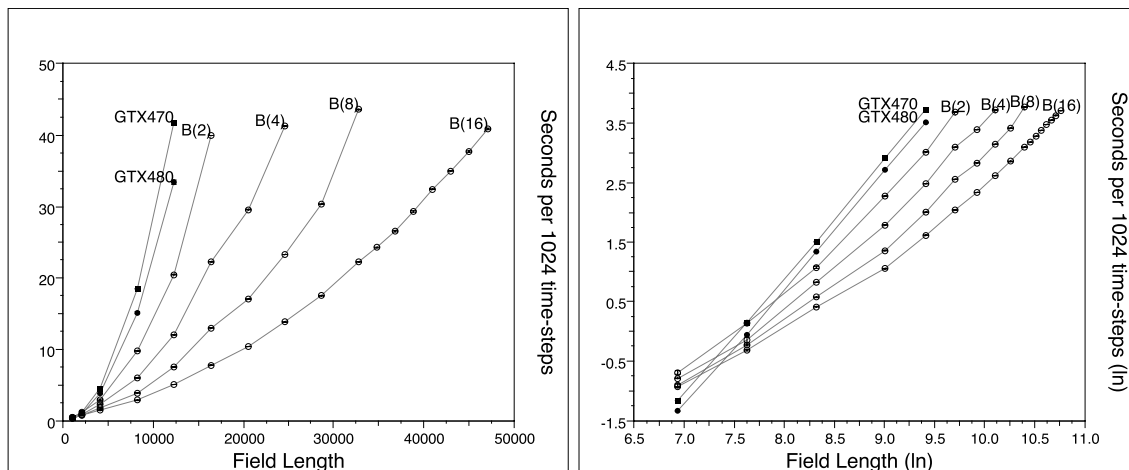 50
40
30
20
10
0
GTX470
GTX480
B(2)
B(4)
B(8)
B(16)
0
10000
20000
30000
40000
50000
Field Length
Seconds per 1024 time-steps
4.5
3.5
2.5
1.5
0.5
-0.5
-1.5
GTX470
GTX480
B(2)
B(4)
B(8)
B(16)
6.5
7.0
7.5
8.0
8.5
9.0
9.5
10.0
10.5
11.0
Field Length (ln)
Seconds per 1024 time-steps (ln)